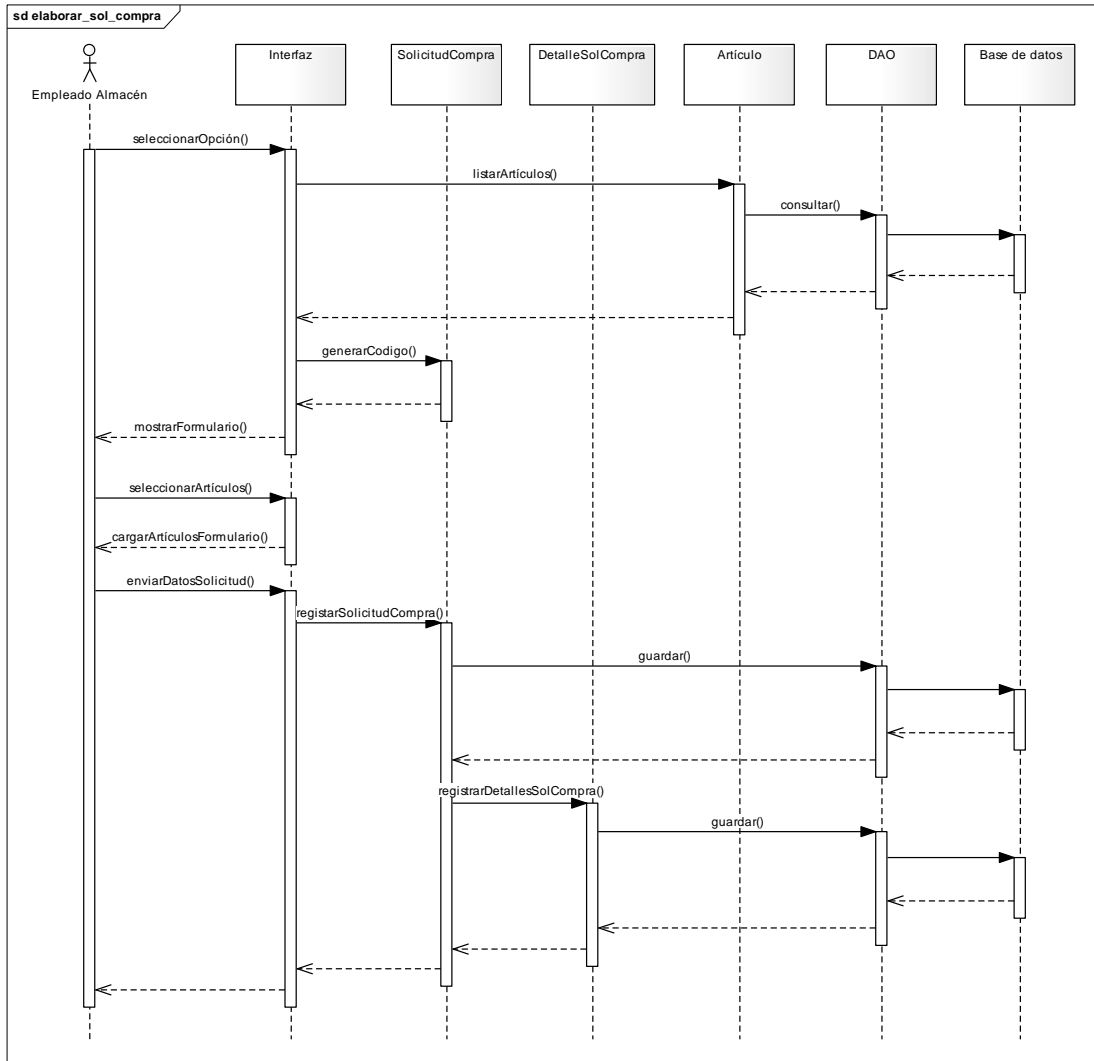 sd elaborar_sol_compra
Empleado Almacén
Interfaz
SolicitudCompra
DetalleSolCompra
Artículo
DAO
Base de datos
seleccionarOpción()
listarArtículos()
consultar()
generarCodigo()
mostrarFormulario()
seleccionarArtículos()
cargarArtículosFormulario()
enviarDatosSolicitud()
registarSolicitudCompra()
guardar()
registrarDetallesSolCompra()
guardar()